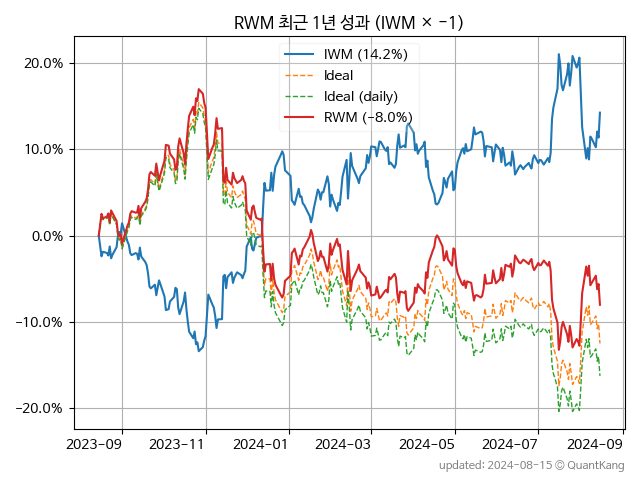 RWM 최근 1년 성과 (IWM × −1)
IWM (14.2%)
Ideal
Ideal (daily)
RWM (−8.0%)
20.0%
10.0%
0.0%
−10.0%
−20.0%
2023-09 2023-11 2024-01 2024-03 2024-05 2024-07 2024-09
updated: 2024-08-15 © QuantKang